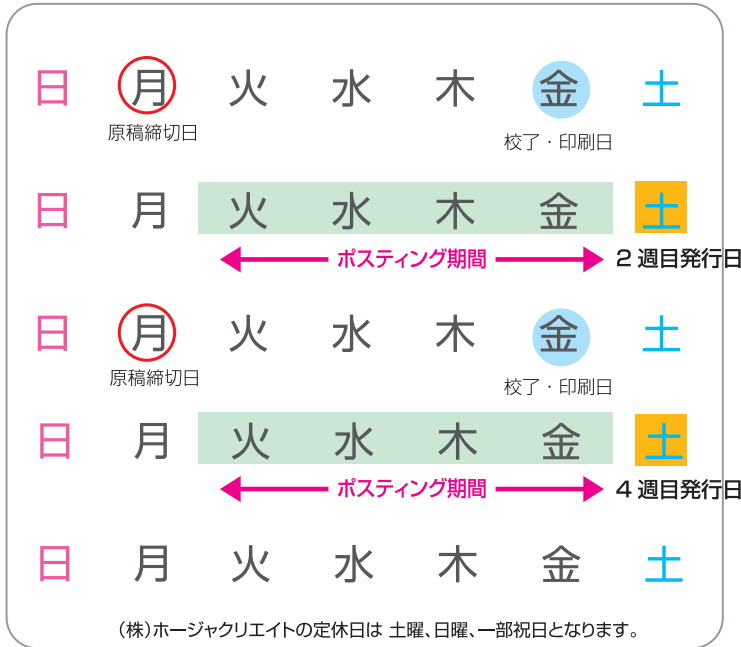 日 月 火 水 木 金 土
原稿締切日 校了・印刷日
日 月 火 水 木 金 土
ポスティング期間 2週目発行日
日 月 火 水 木 金 土
原稿締切日 校了・印刷日
日 月 火 水 木 金 土
ポスティング期間 4週目発行日
日 月 火 水 木 金 土
(株)ホージャクリエイトの定休日は 土曜、日曜、一部祝日となります。